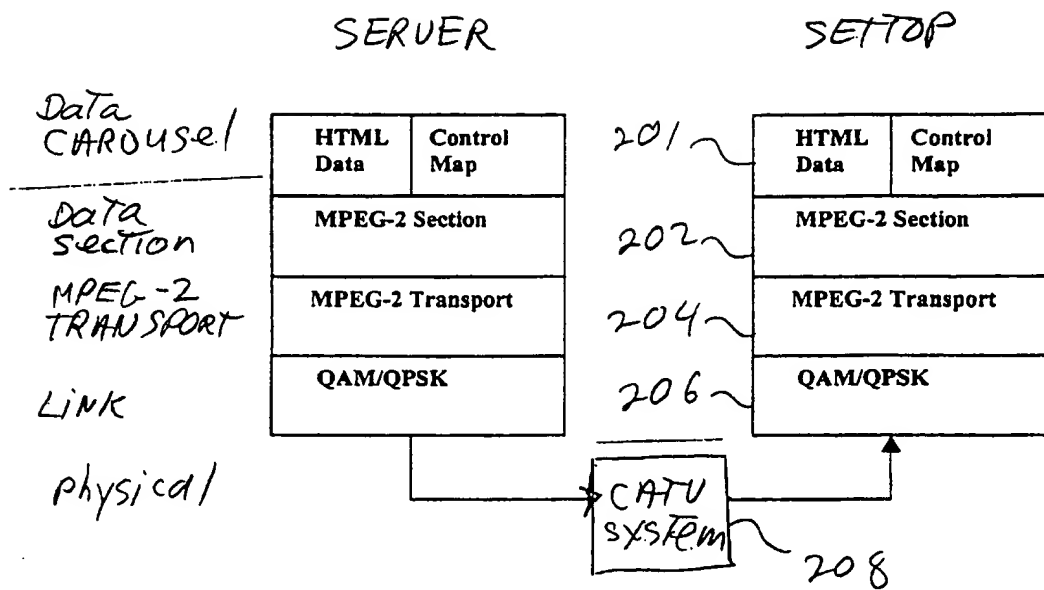 SERVER
SETTOP
Data
CAROUSel
HTML
Data
Control
Map
201
HTML
Data
Control
Map
Data
section
MPEG-2 Section
202
MPEG-2 Section
MPEG-2
TRANSPORT
MPEG-2 Transport
204
MPEG-2 Transport
LiNK
QAM/QPSK
206
QAM/QPSK
physical
CATV
SYSTem
208